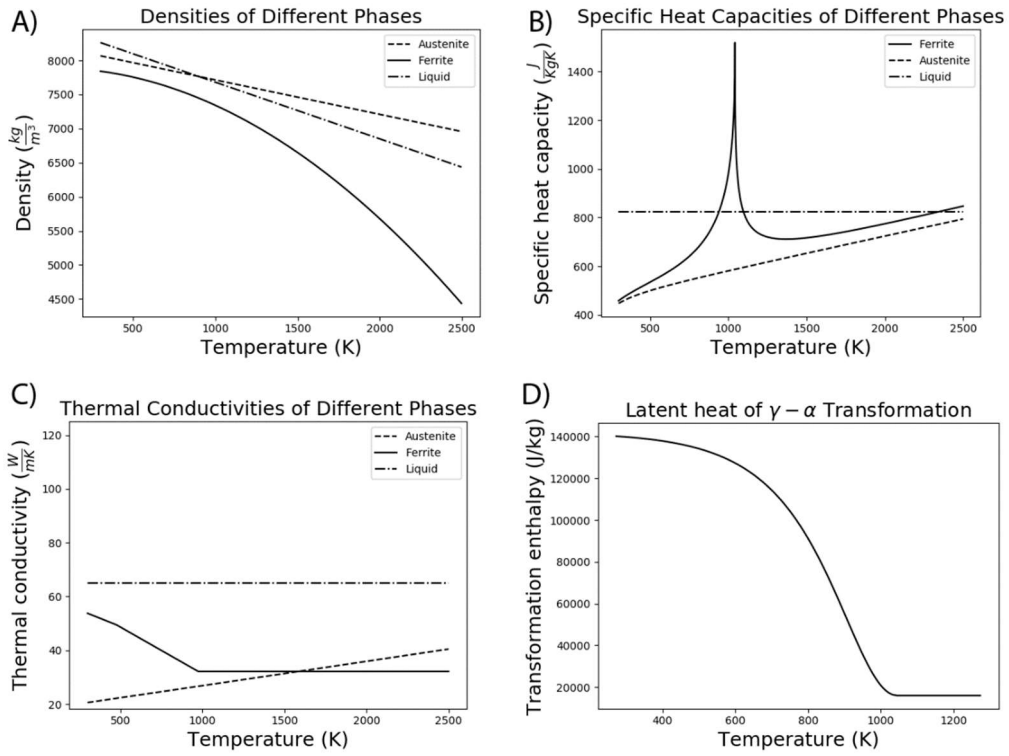 A)
Densities of Different Phases
Austenite
Ferrite
Liquid
Density (kg/m³)
8000
7500
7000
6500
6000
5500
5000
4500
500 1000 1500 2000 2500
Temperature (K)
B)
Specific Heat Capacities of Different Phases
Ferrite
Austenite
Liquid
Specific heat capacity (J/KgK)
1400
1200
1000
800
600
400
500 1000 1500 2000 2500
Temperature (K)
C)
Thermal Conductivities of Different Phases
Austenite
Ferrite
Liquid
Thermal conductivity (W/mK)
120
100
80
60
40
20
500 1000 1500 2000 2500
Temperature (K)
D)
Latent heat of γ − α Transformation
Transformation enthalpy (J/kg)
140000
120000
100000
80000
60000
40000
20000
400 600 800 1000 1200
Temperature (K)